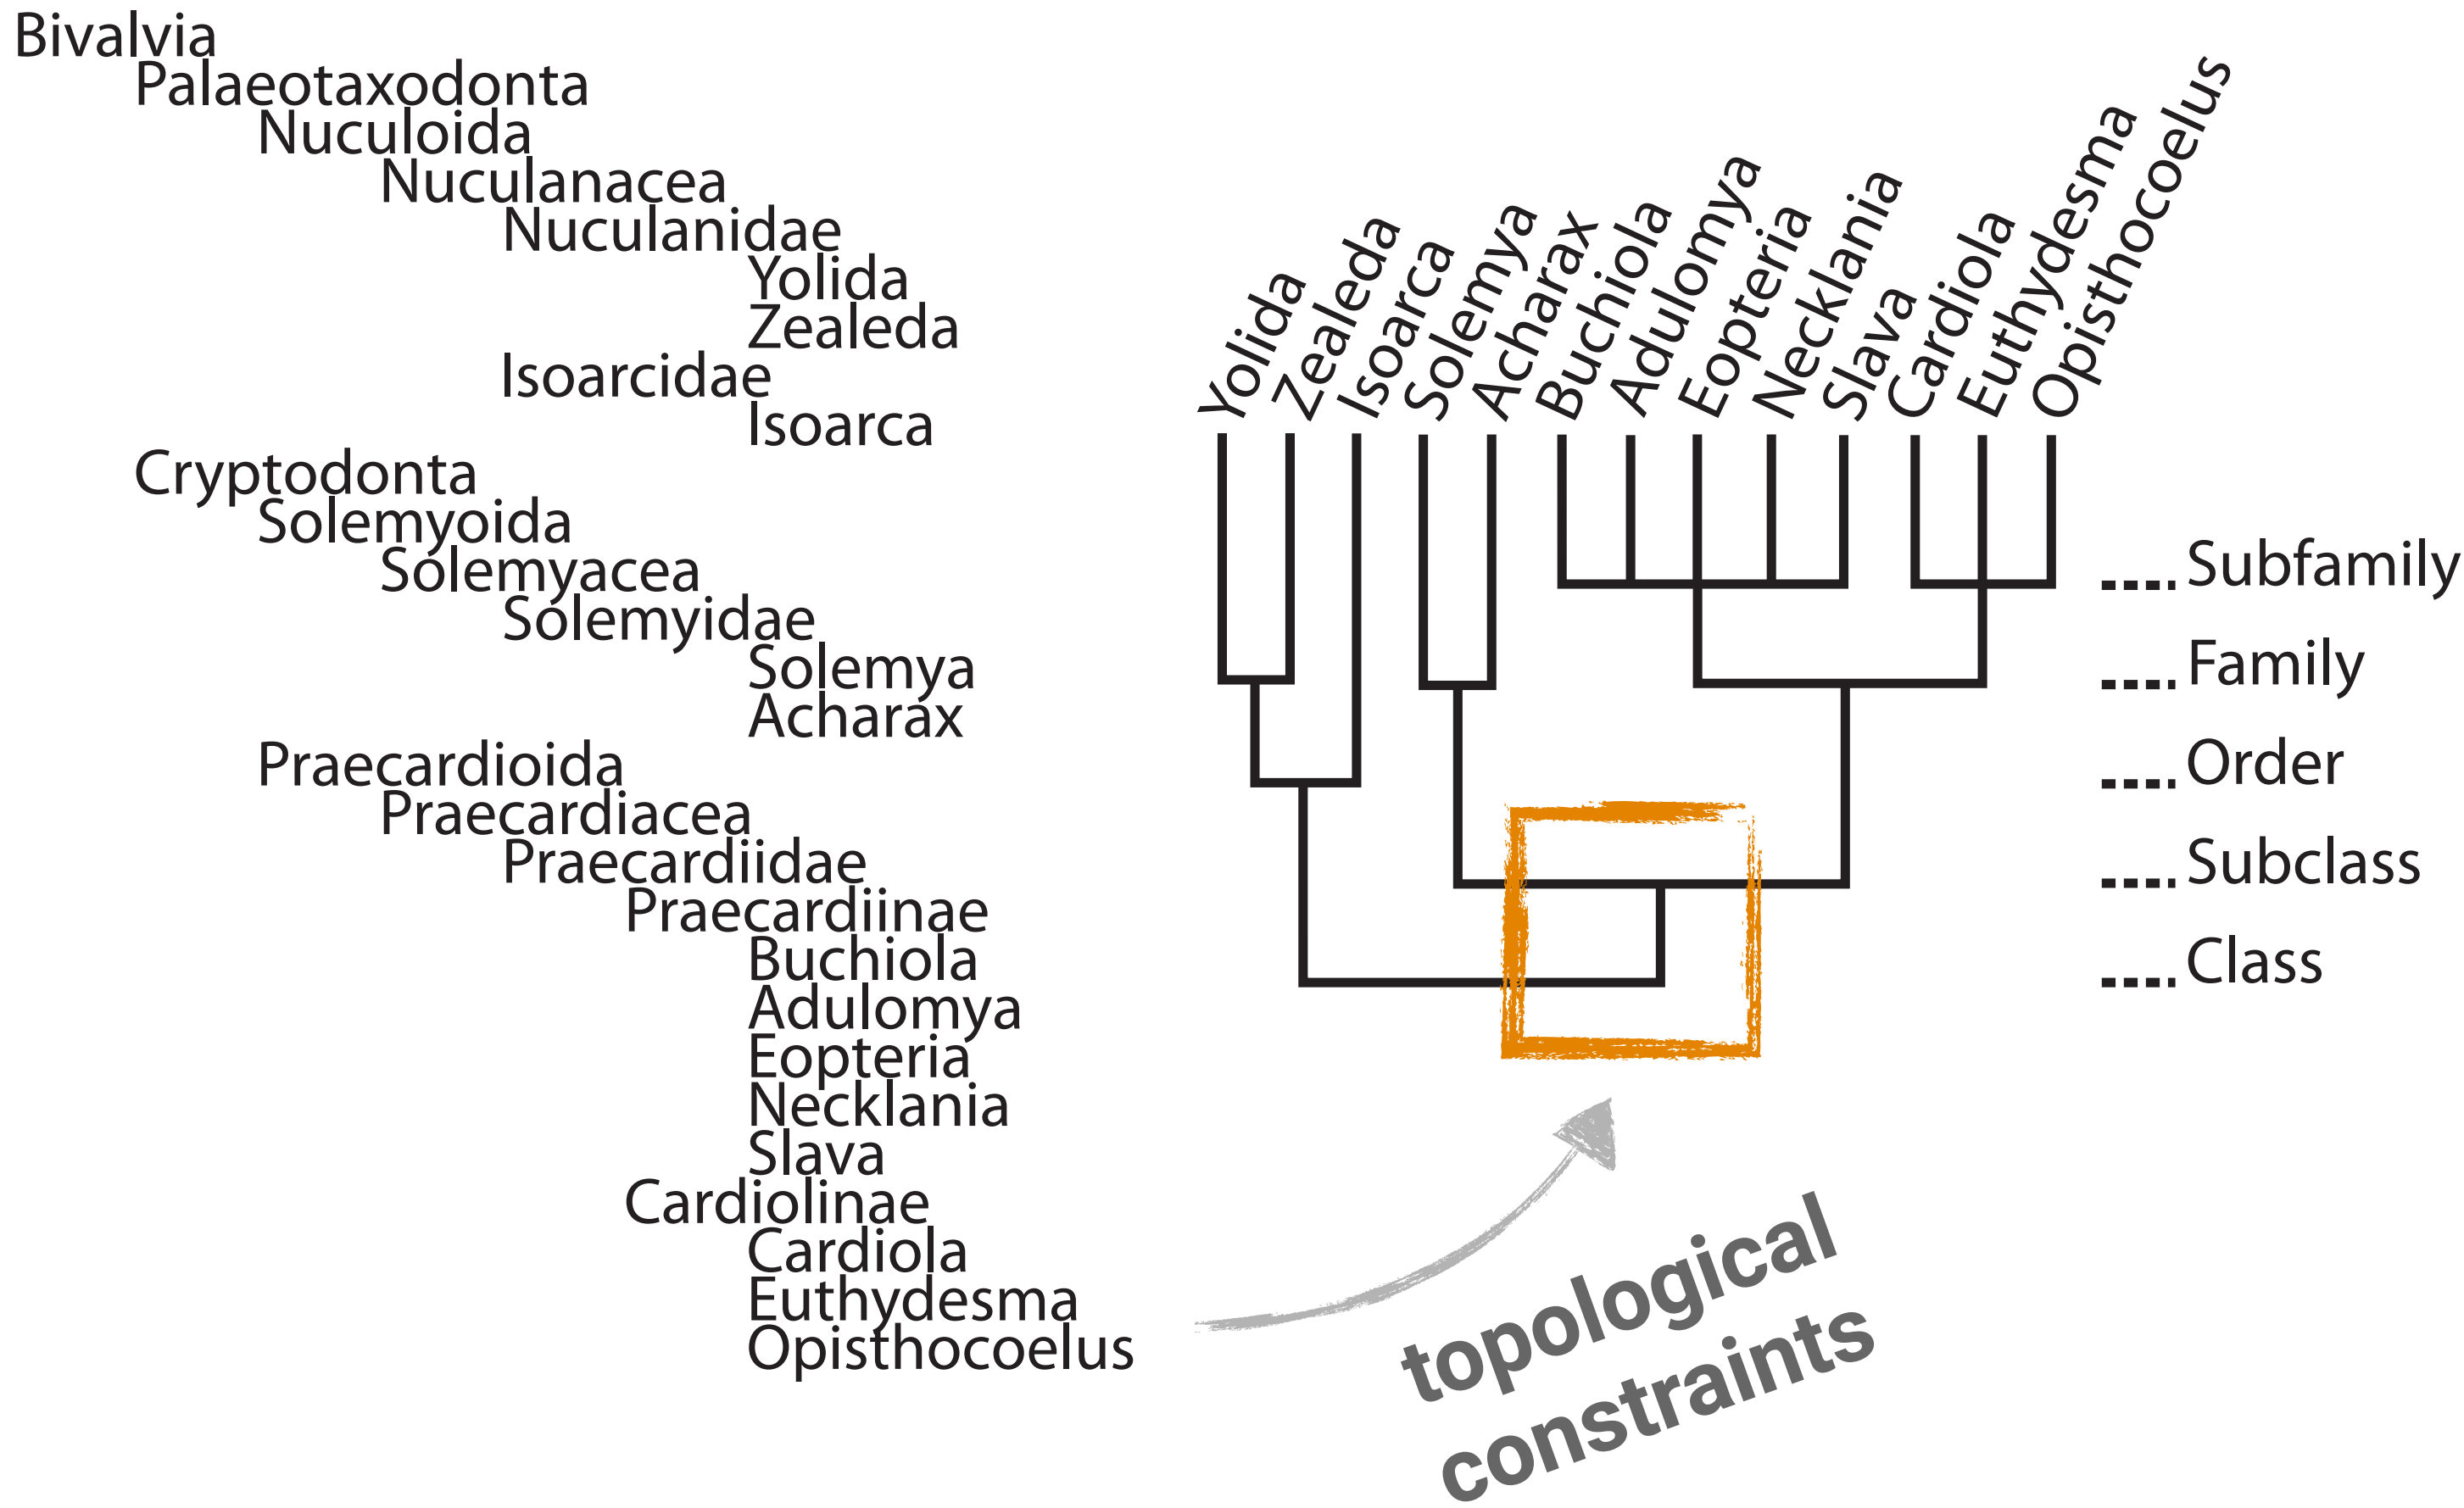 Bivalvia
Palaeotaxodonta
Nuculoida
Nuculanacea
Nuculanidae
Yolida
Zealeda
Isoarcidae
Isoarca
Cryptodonta
Solemyoida
Solemyacea
Solemyidae
Solemya
Acharax
Praecardioida
Praecardiacea
Praecardiidae
Praecardiinae
Buchiola
Adulomya
Eopteria
Necklania
Slava
Cardiolinae
Cardiola
Euthydesma
Opisthocoelus
Yolida
Zealeda
Isoarca
Solemya
Acharax
Buchiola
Adulomya
Eopteria
Necklania
Slava
Cardiola
Euthydesma
Opisthocoelus
Subfamily
Family
Order
Subclass
Class
topological
constraints